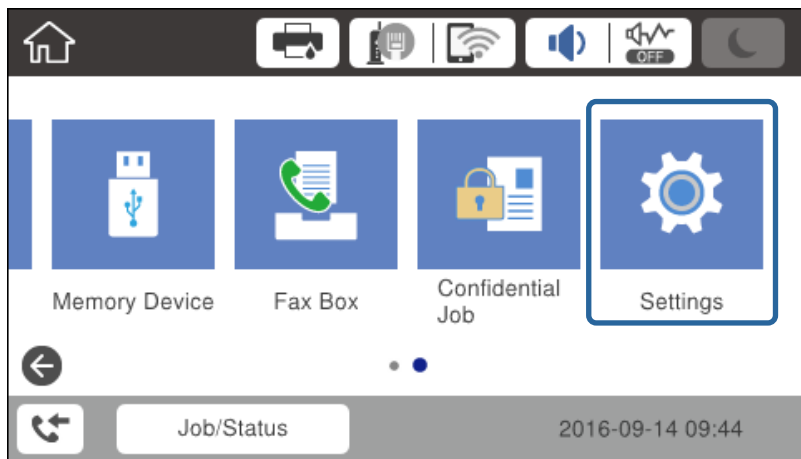 OFF
Memory Device
Fax Box
Confidential
Job
Settings
Job/Status
2016-09-14 09:44